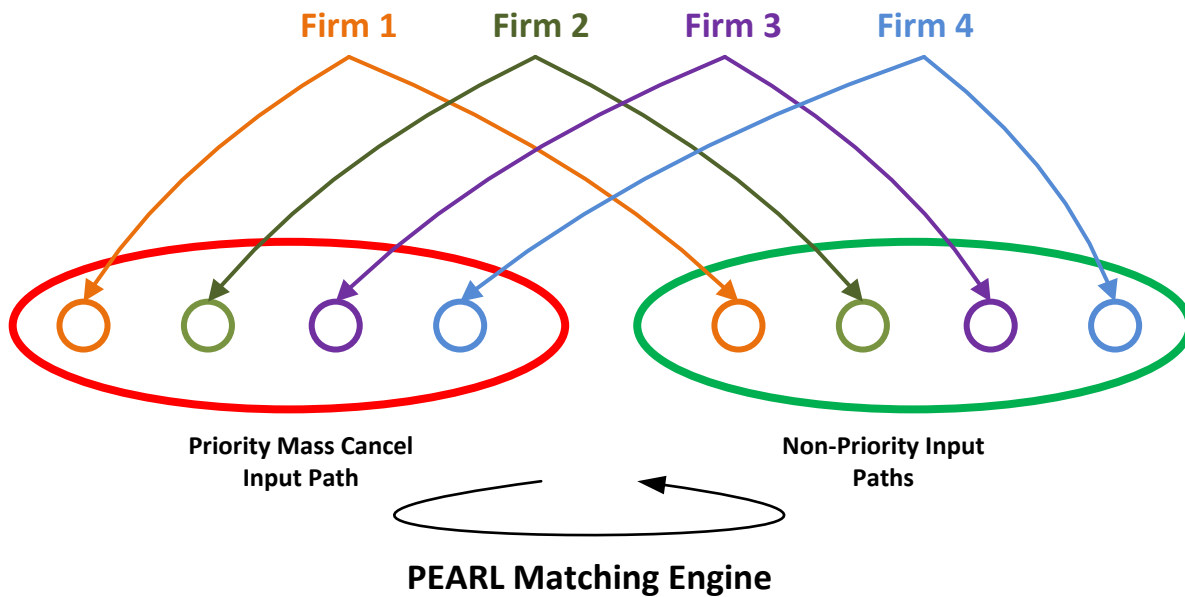 Firm 1
Firm 2
Firm 3
Firm 4
Priority Mass Cancel
Input Path
Non-Priority Input
Paths
PEARL Matching Engine